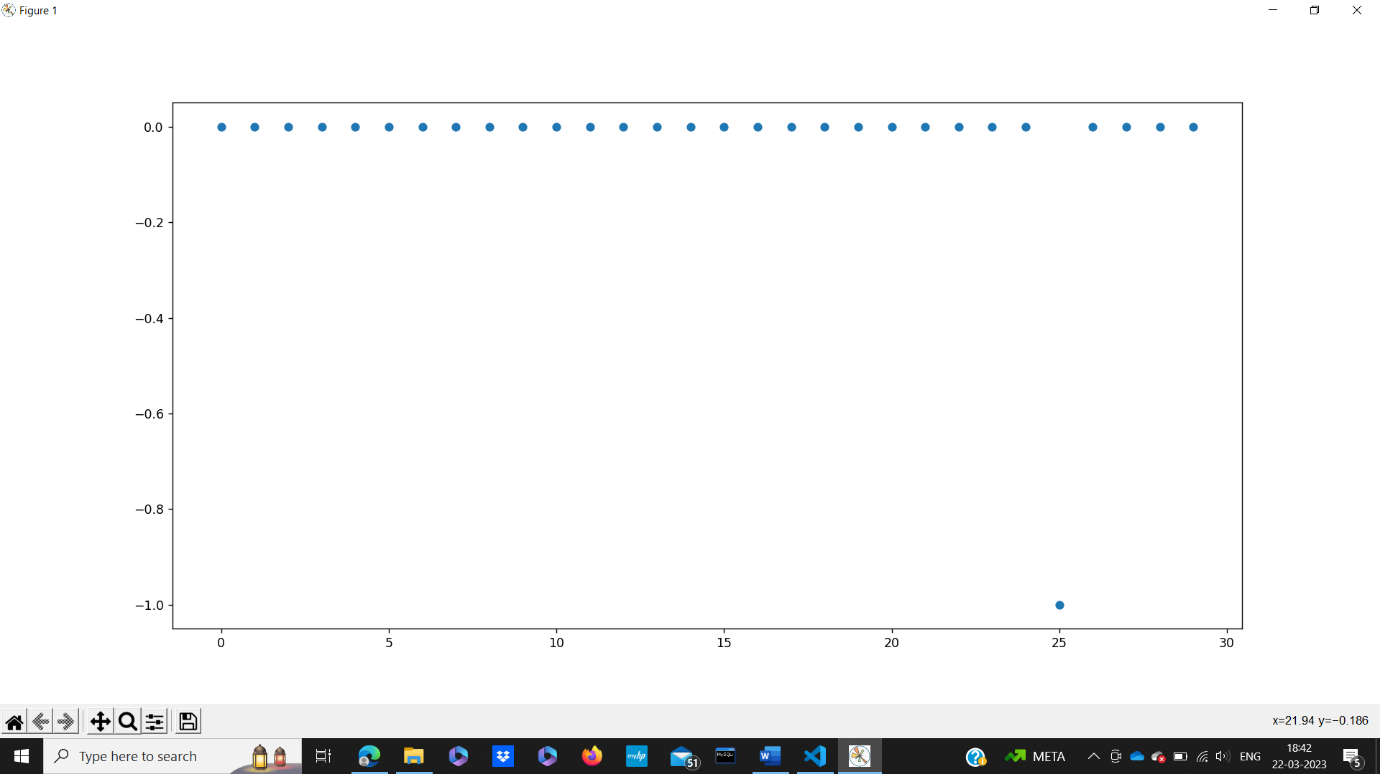 Figure 1
0.0
−0.2
−0.4
−0.6
−0.8
−1.0
0 5 10 15 20 25 30
x=21.94 y=−0.186
Type here to search
myhp
51
MySQL
W
META
ENG
18:42
22-03-2023
5